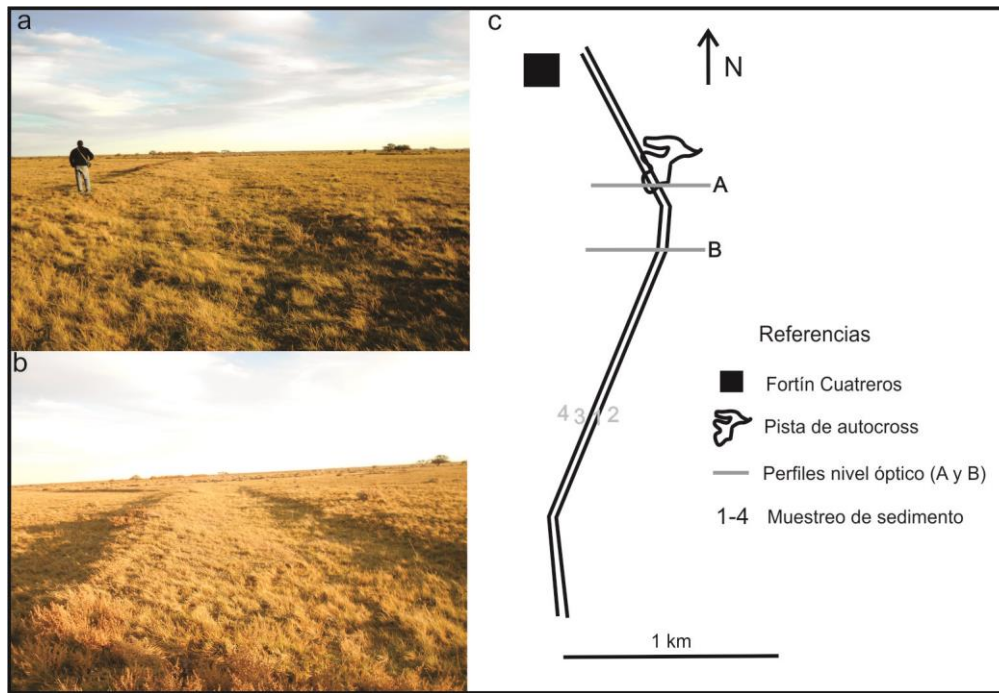 a
b
c
N
A
B
4 3 1 2
Referencias
Fortín Cuatreros
Pista de autocross
Perfiles nivel óptico (A y B)
1-4 Muestreo de sedimento
1 km